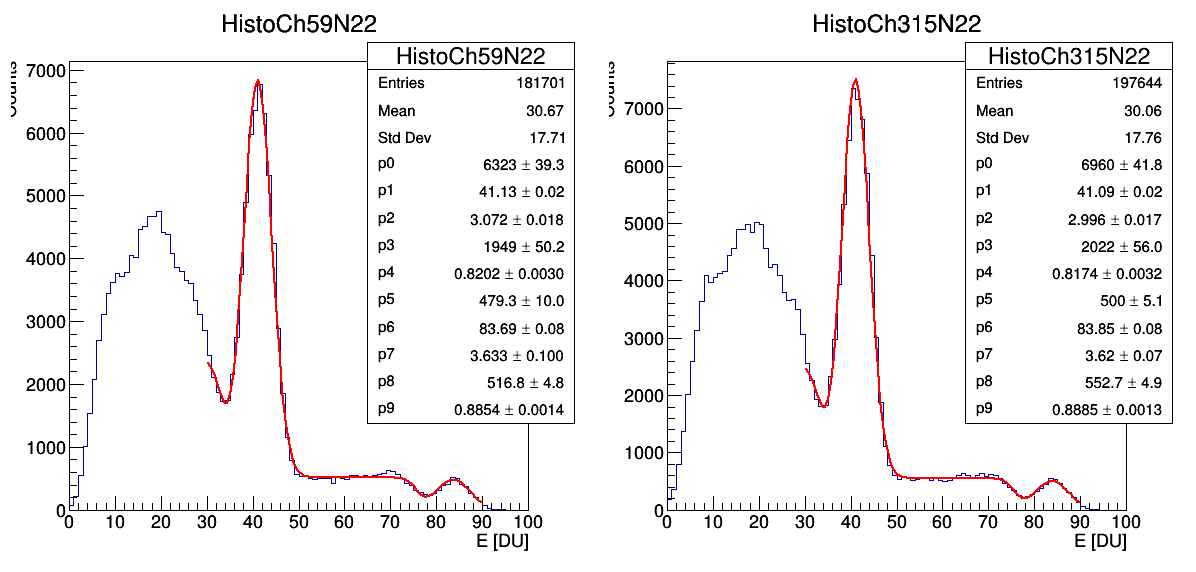 HistoCh59N22
Counts
7000
6000
5000
4000
3000
2000
1000
0
0 10 20 30 40 50 60 70 80 90 100
E [DU]
HistoCh59N22
Entries 181701
Mean 30.67
Std Dev 17.71
p0 6323 ± 39.3
p1 41.13 ± 0.02
p2 3.072 ± 0.018
p3 1949 ± 50.2
p4 0.8202 ± 0.0030
p5 479.3 ± 10.0
p6 83.69 ± 0.08
p7 3.633 ± 0.100
p8 516.8 ± 4.8
p9 0.8854 ± 0.0014
HistoCh315N22
Counts
7000
6000
5000
4000
3000
2000
1000
0
0 10 20 30 40 50 60 70 80 90 100
E [DU]
HistoCh315N22
Entries 197644
Mean 30.06
Std Dev 17.76
p0 6960 ± 41.8
p1 41.09 ± 0.02
p2 2.996 ± 0.017
p3 2022 ± 56.0
p4 0.8174 ± 0.0032
p5 500 ± 5.1
p6 83.85 ± 0.08
p7 3.62 ± 0.07
p8 552.7 ± 4.9
p9 0.8885 ± 0.0013